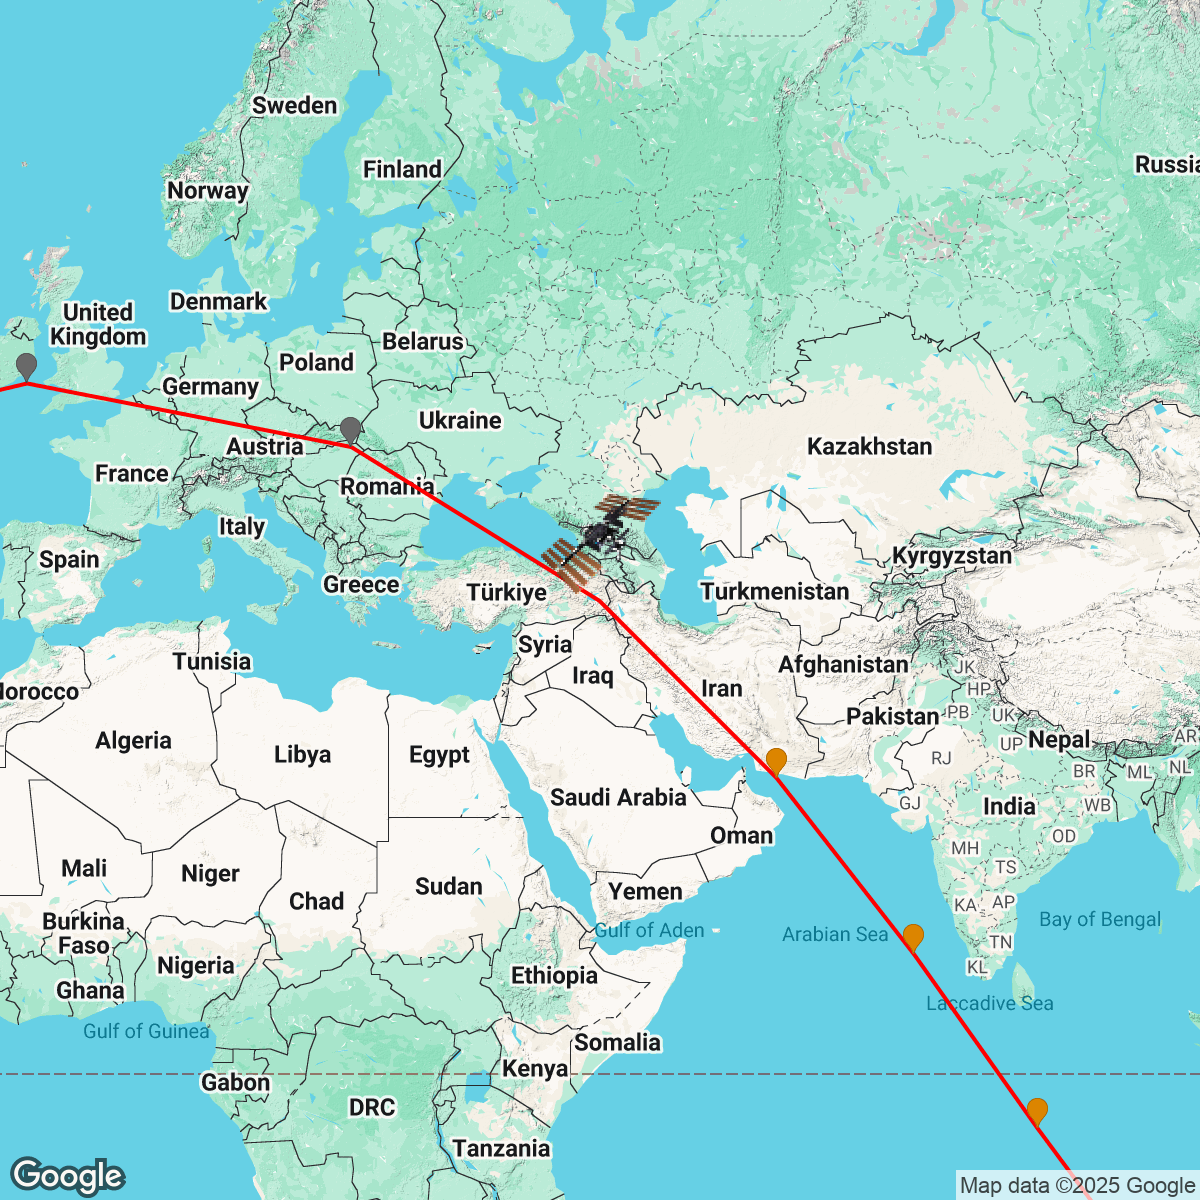 Sweden
Finland
Russia
Norway
Denmark
United
Kingdom
Belarus
Poland
Germany
Ukraine
Austria
Kazakhstan
France
Romania
Italy
Spain
Kyrgyzstan
Greece
Türkiye
Turkmenistan
Syria
Tunisia
Afghanistan
JK
Iraq
Iran
HP
Morocco
Pakistan
PB
UK
Algeria
Libya
Egypt
UP
Nepal
AR
RJ
BR
ML
NL
Saudi Arabia
GJ
India
WB
Oman
OD
MH
Mali
Niger
TS
Sudan
Yemen
Chad
KA
AP
Burkina
Faso
Gulf of Aden
Arabian Sea
Bay of Bengal
TN
Nigeria
KL
Ethiopia
Ghana
Laccadive Sea
Gulf of Guinea
Somalia
Kenya
Gabon
DRC
Tanzania
Google
Map data ©2025 Google